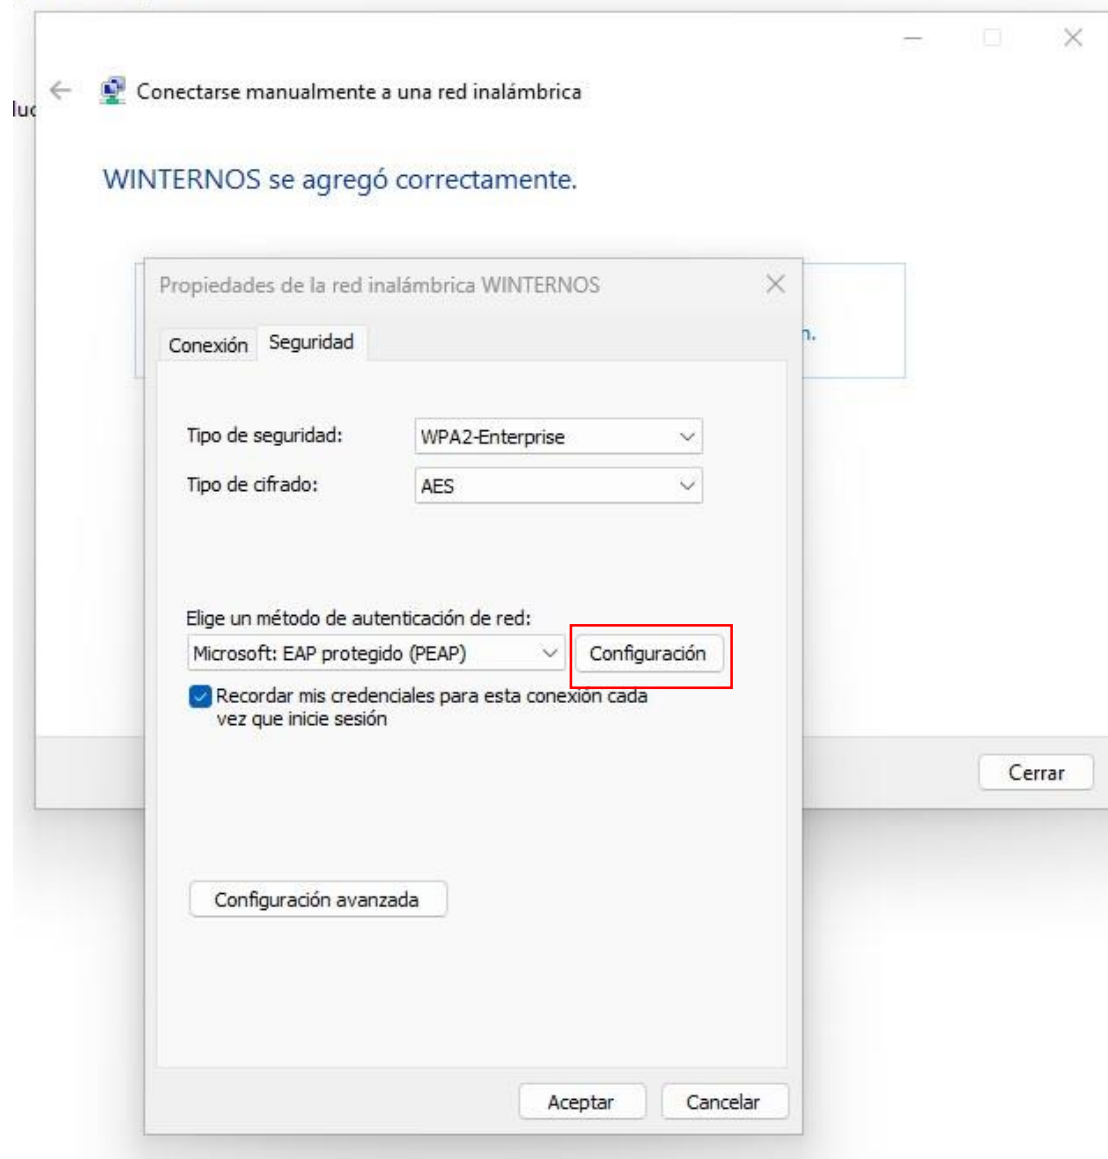 Conectarse manualmente a una red inalámbrica
WINTERNOS se agregó correctamente.
Propiedades de la red inalámbrica WINTERNOS
Conexión
Seguridad
Tipo de seguridad:
WPA2-Enterprise
Tipo de cifrado:
AES
Elige un método de autenticación de red:
Microsoft: EAP protegido (PEAP)
Configuración
Recordar mis credenciales para esta conexión cada
vez que inicie sesión
Cerrar
Configuración avanzada
Aceptar
Cancelar